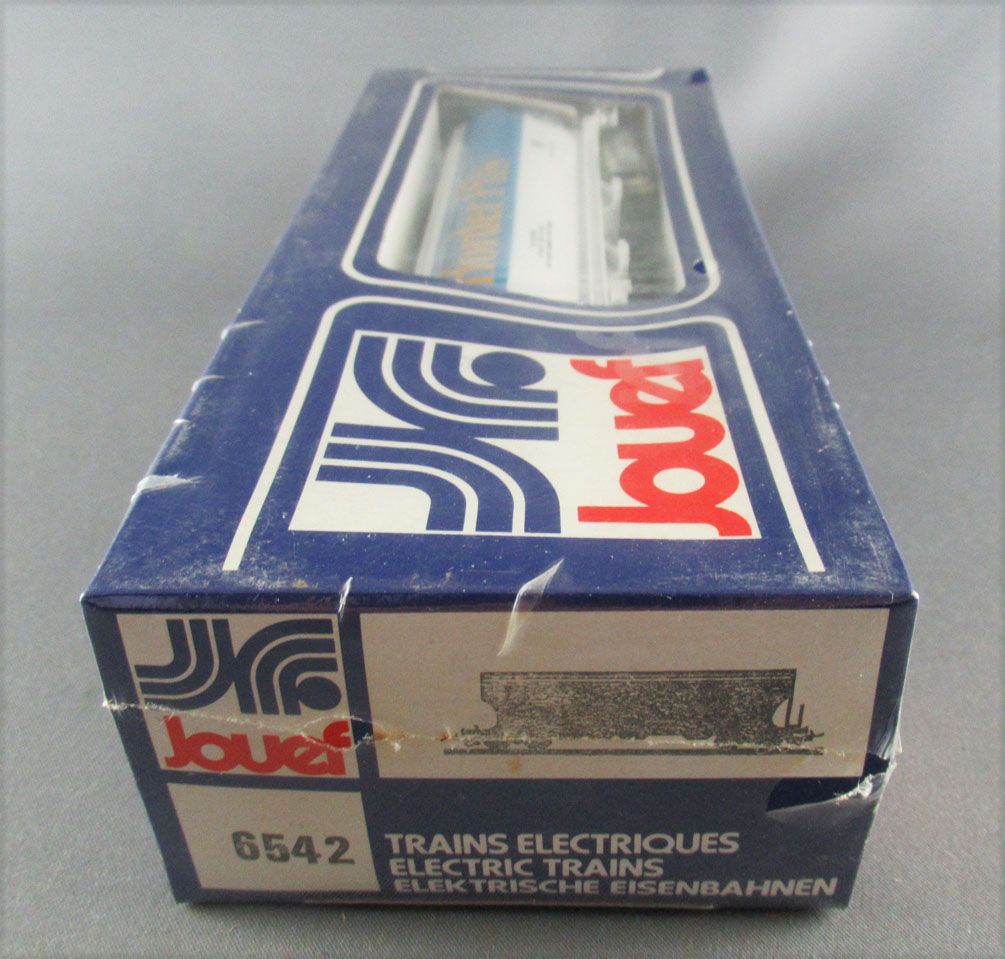 Jouef
Jouef
6542
TRAINS ELECTRIQUES
ELECTRIC TRAINS
ELEKTRISCHE EISENBAHNEN